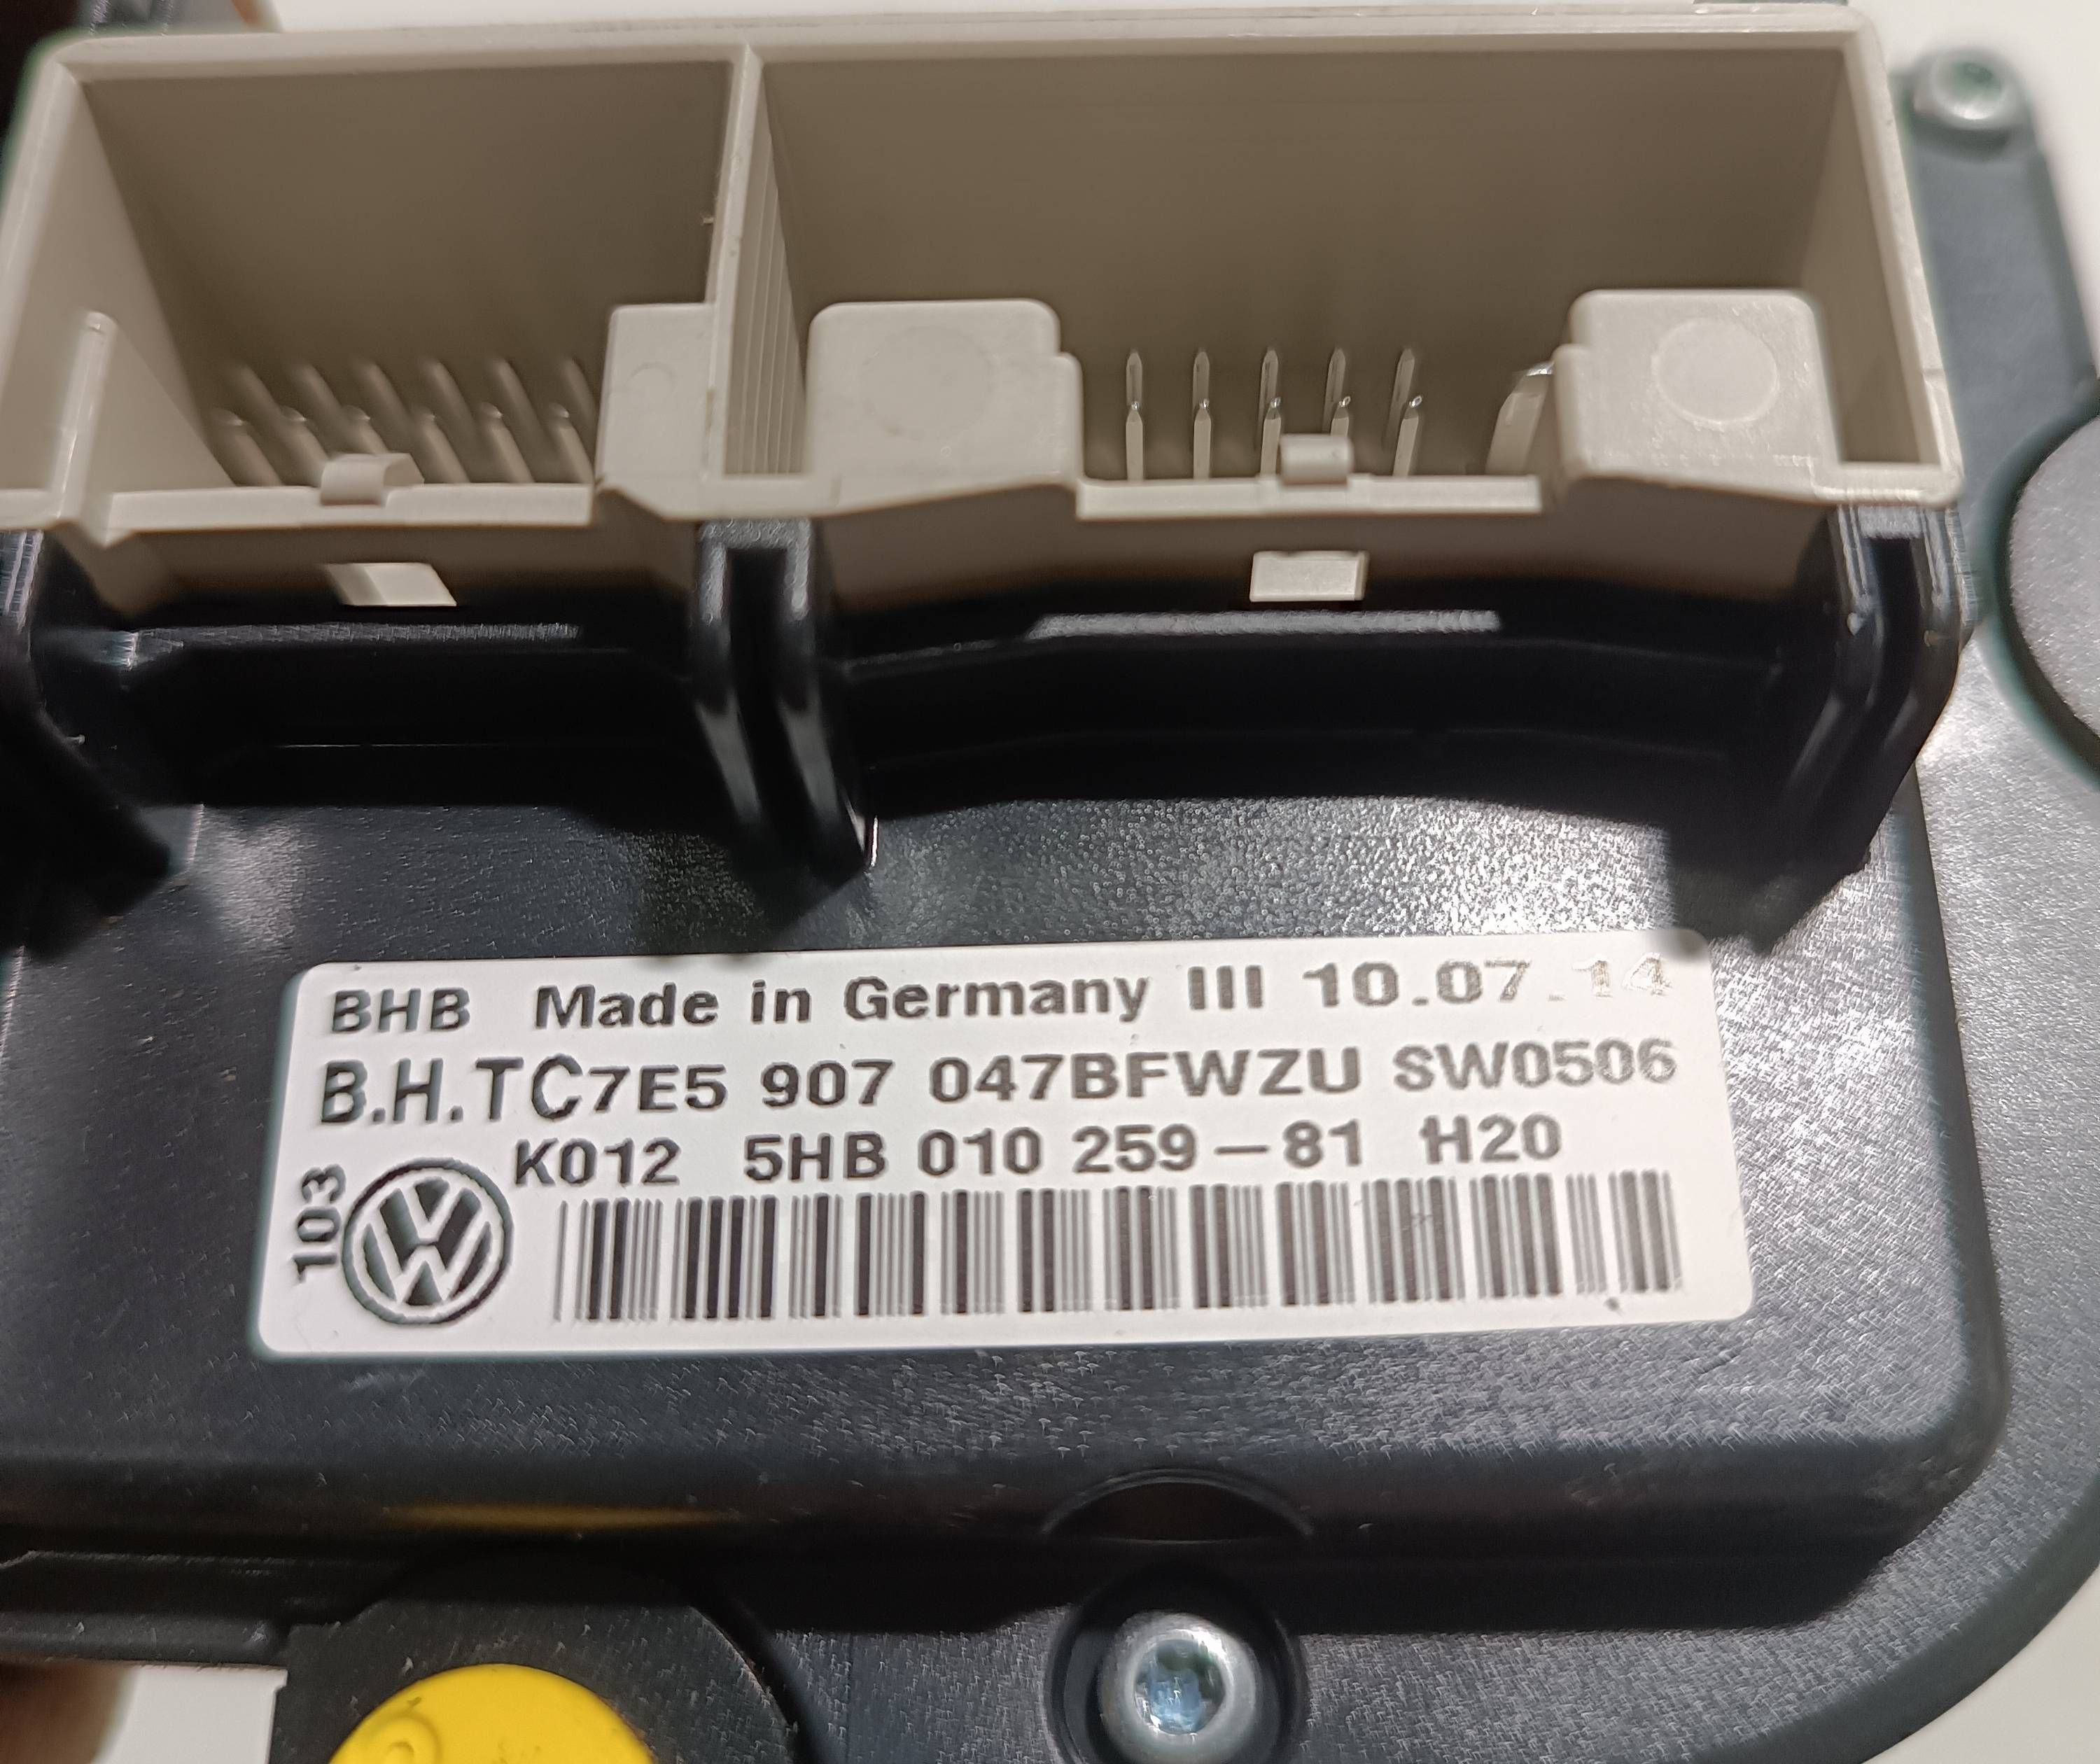 BHB Made in Germany III 10.07.14
B.H.TC7E5 907 047BFWZU SW0506
K012 5HB 010 259-81 H20
103